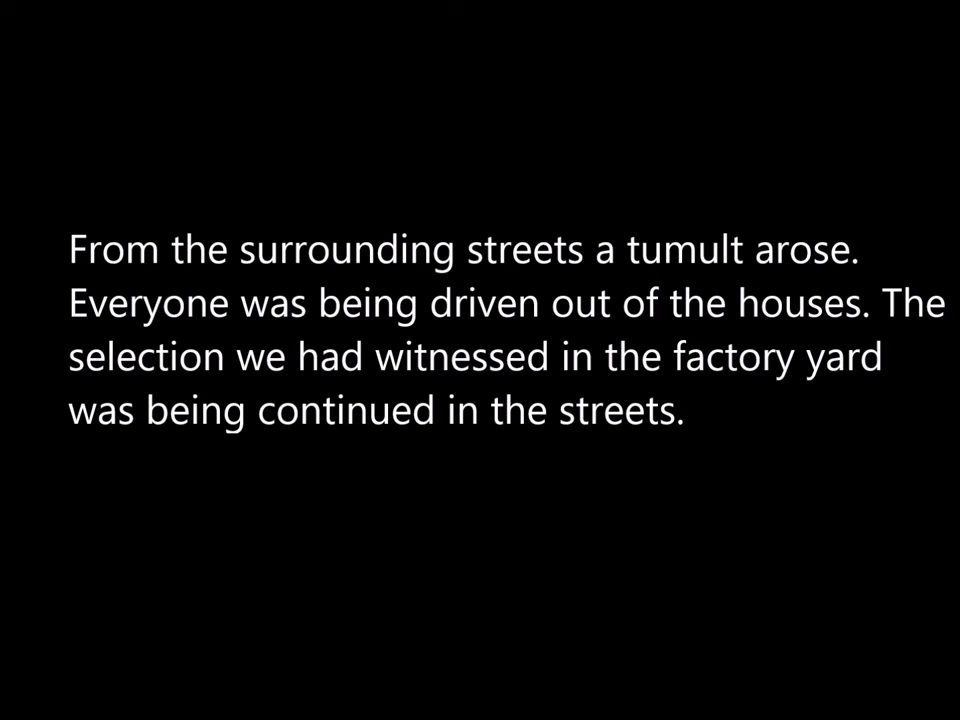 From the surrounding streets a tumult arose.
Everyone was being driven out of the houses. The
selection we had witnessed in the factory yard
was being continued in the streets.